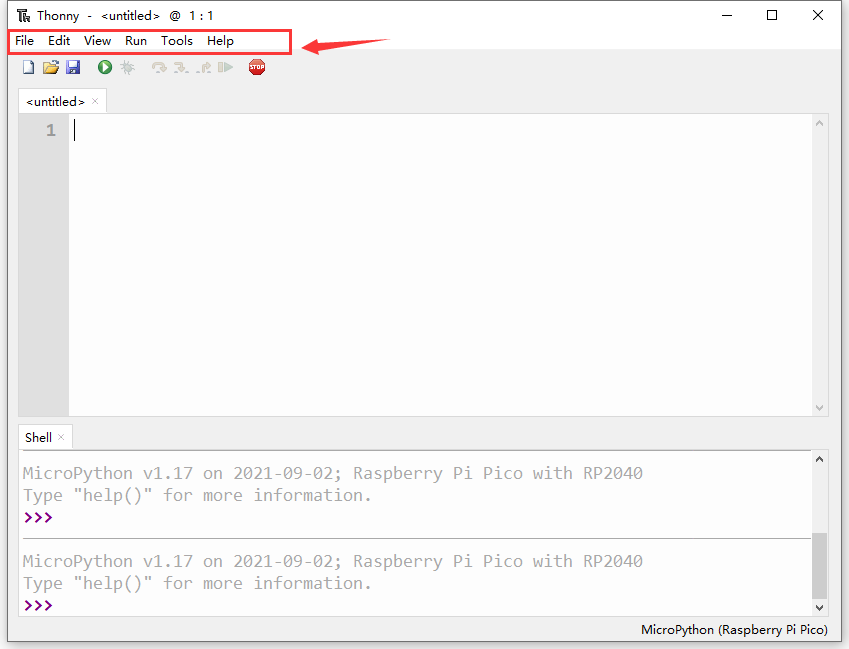 Thonny - <untitled> @ 1 : 1
File Edit View Run Tools Help
STOP
<untitled> ×
1
Shell ×
MicroPython v1.17 on 2021-09-02; Raspberry Pi Pico with RP2040
Type "help()" for more information.
>>>
MicroPython v1.17 on 2021-09-02; Raspberry Pi Pico with RP2040
Type "help()" for more information.
>>>
MicroPython (Raspberry Pi Pico)